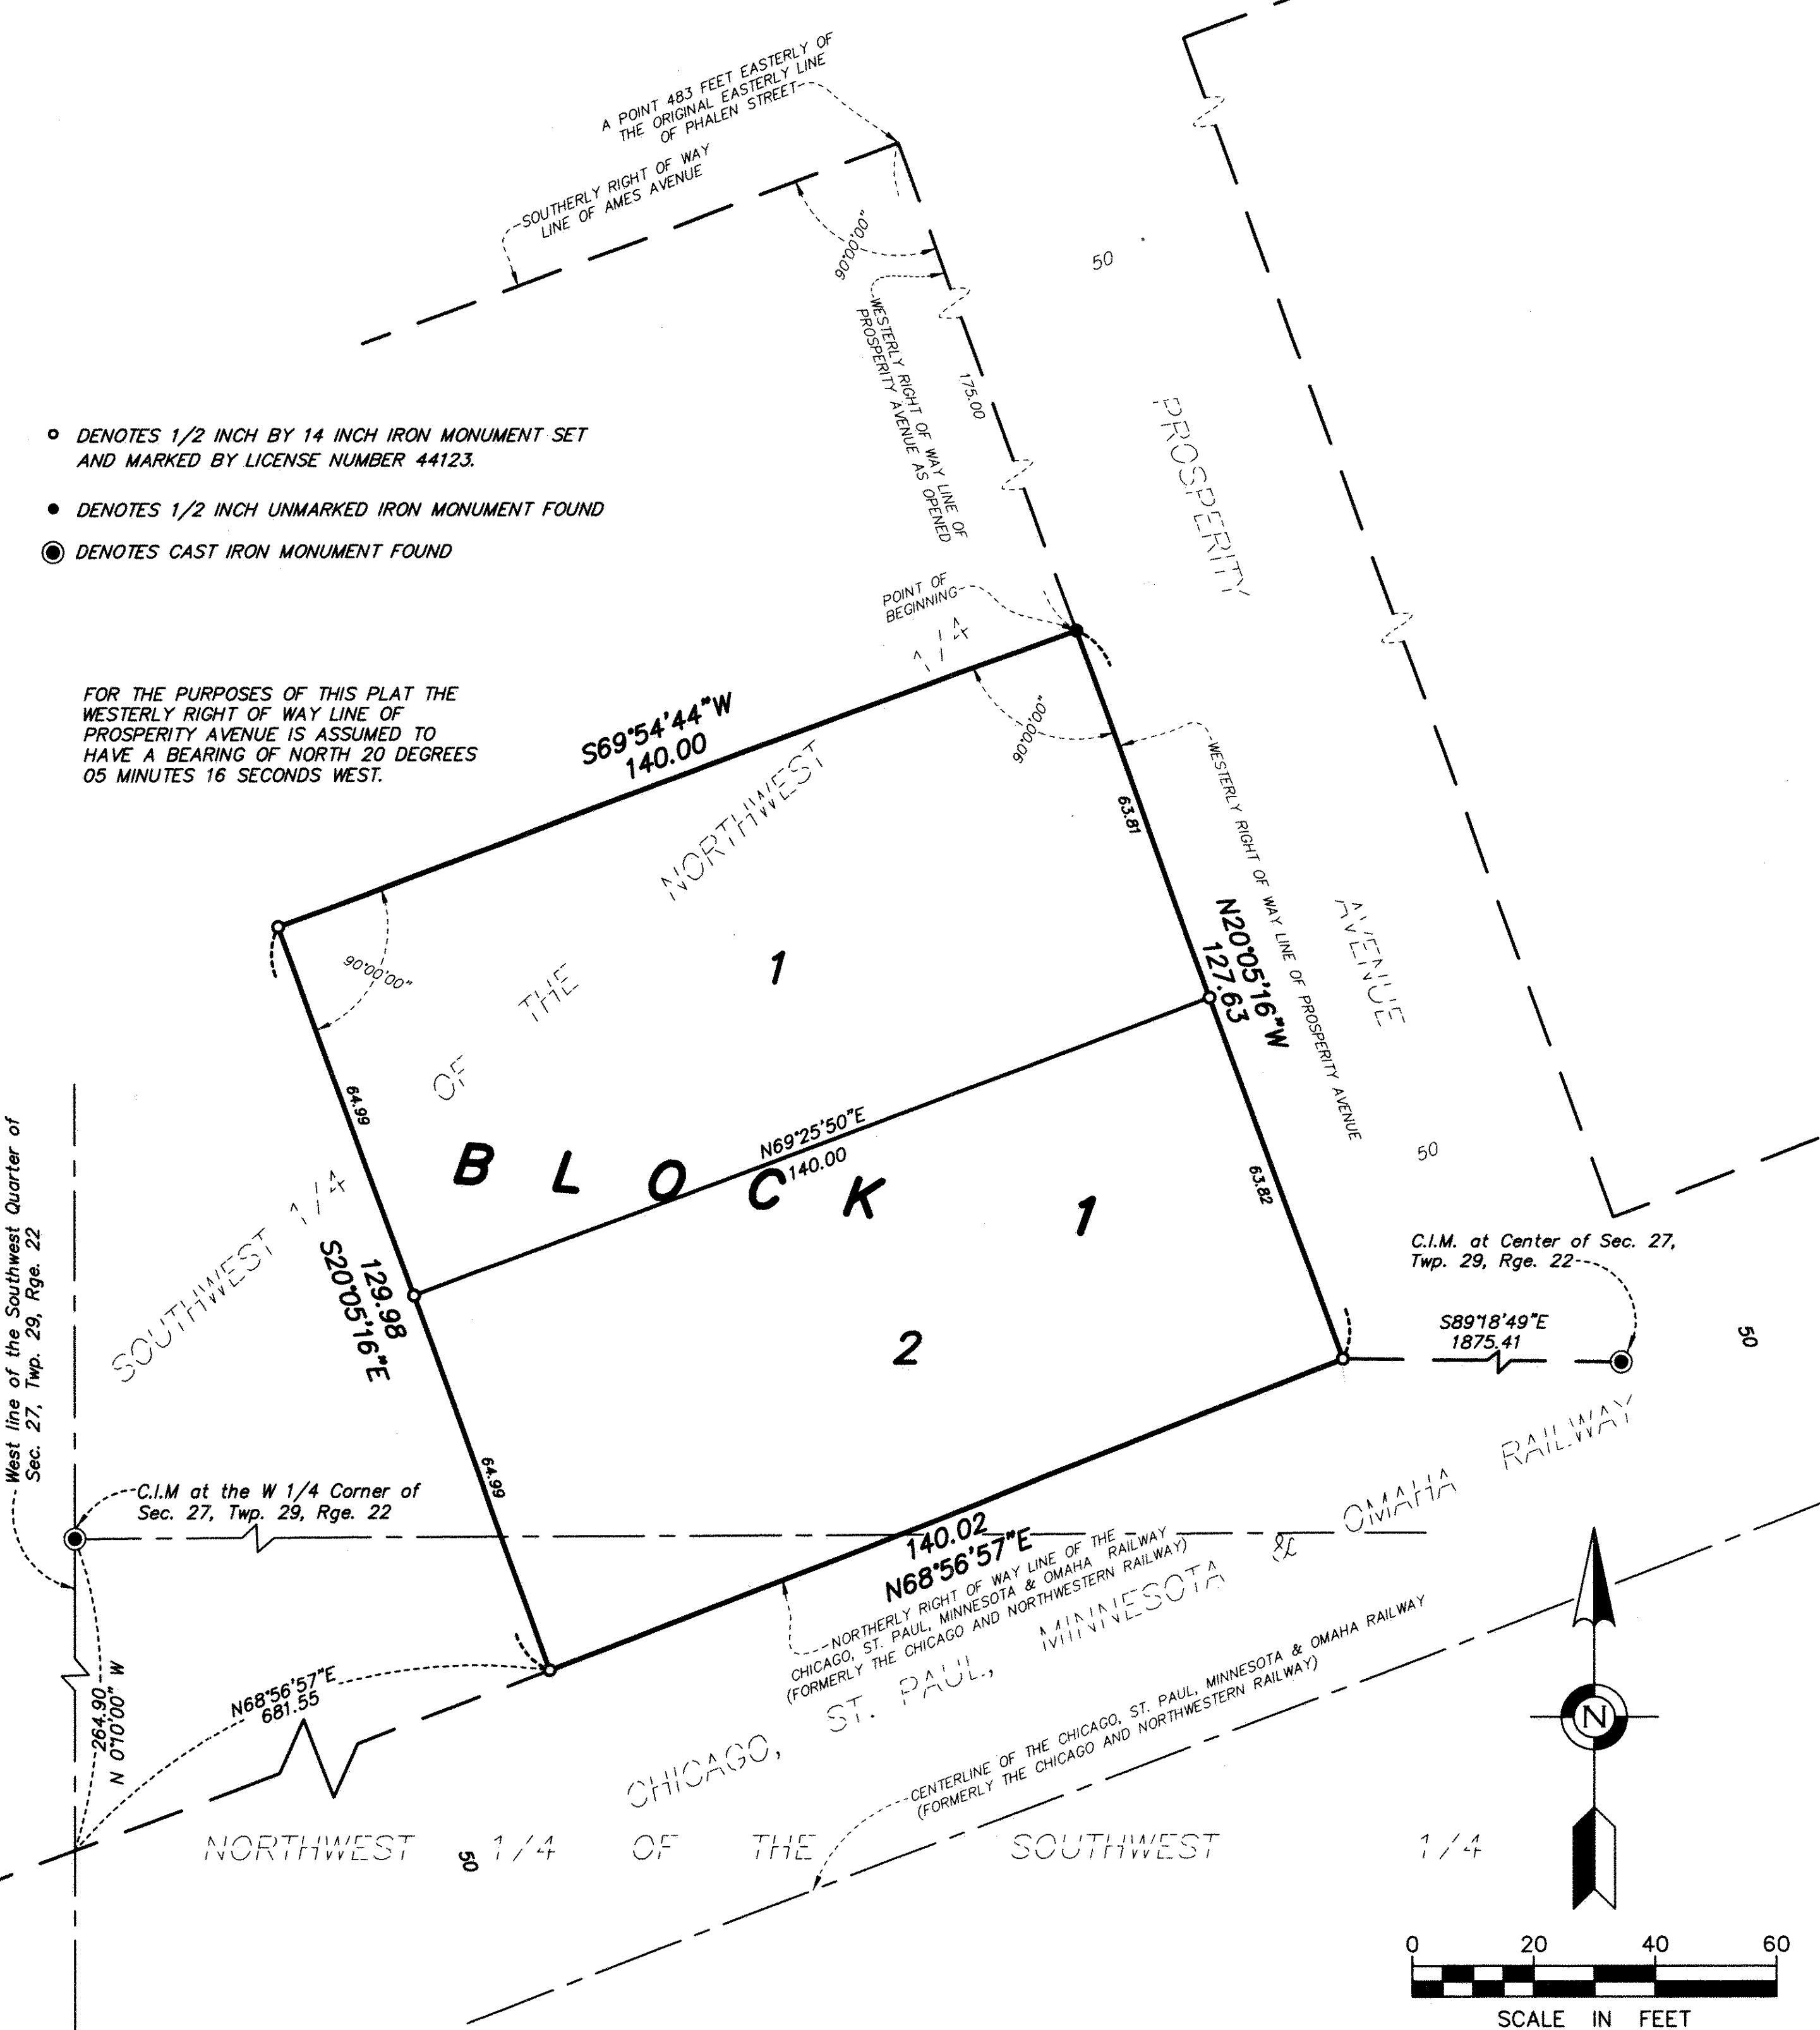 A POINT 483 FEET EASTERLY OF
THE ORIGINAL EASTERLY LINE
OF PHALEN STREET
SOUTHERLY RIGHT OF WAY
LINE OF AMES AVENUE
90°00'00"
50
WESTERLY RIGHT OF WAY LINE OF
PROSPERITY AVENUE AS OPENED
175.00
PROSPERITY
DENOTES 1/2 INCH BY 14 INCH IRON MONUMENT SET
AND MARKED BY LICENSE NUMBER 44123.
DENOTES 1/2 INCH UNMARKED IRON MONUMENT FOUND
DENOTES CAST IRON MONUMENT FOUND
POINT OF
BEGINNING
1/4
FOR THE PURPOSES OF THIS PLAT THE
WESTERLY RIGHT OF WAY LINE OF
PROSPERITY AVENUE IS ASSUMED TO
HAVE A BEARING OF NORTH 20 DEGREES
05 MINUTES 16 SECONDS WEST.
S69°54'44"W
140.00
90°00'00"
NORTHWEST
WESTERLY RIGHT OF WAY LINE OF PROSPERITY AVENUE
63.81
N20°05'16"W
127.63
AVENUE
90°00'00"
THE
1
OF
64.99
N69°25'50"E
140.00
BLOCK 1
50
63.82
SOUTHWEST 1/4
129.98
S20°05'16"E
West line of the Southwest Quarter of
Sec. 27, Twp. 29, Rge. 22
C.I.M. at Center of Sec. 27,
Twp. 29, Rge. 22
S89°18'49"E
1875.41
50
2
64.99
C.I.M at the W 1/4 Corner of
Sec. 27, Twp. 29, Rge. 22
140.02
N68°56'57"E
NORTHERLY RIGHT OF WAY LINE OF THE
CHICAGO, ST. PAUL, MINNESOTA & OMAHA RAILWAY
(FORMERLY THE CHICAGO AND NORTHWESTERN RAILWAY)
CHICAGO, ST. PAUL, MINNESOTA & OMAHA RAILWAY
N68°56'57"E
681.55
264.90
N 0°10'00" W
CENTERLINE OF THE CHICAGO, ST. PAUL, MINNESOTA & OMAHA RAILWAY
(FORMERLY THE CHICAGO AND NORTHWESTERN RAILWAY)
N
NORTHWEST 1/4 OF THE SOUTHWEST 1/4
50
0 20 40 60
SCALE IN FEET